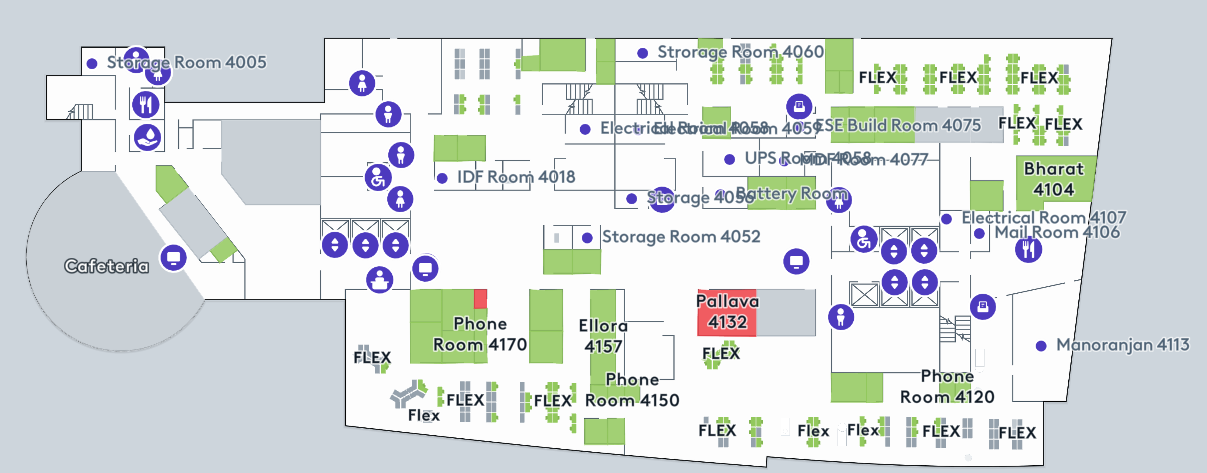 Strorage Room 4060
Storage Room 4005
FLEX
FLEX
FLEX
Electrical Room 4058
Electrical Room 4059
FSE Build Room 4075
FLEX
FLEX
UPS Room 4058
MDF Room 4077
IDF Room 4018
Bharat
4104
Storage 4056
Battery Room
Electrical Room 4107
Mail Room 4106
Storage Room 4052
Cafeteria
Pallava
4132
Phone
Room 4170
Ellora
4157
Manoranjan 4113
FLEX
FLEX
Phone
Room 4150
Phone
Room 4120
FLEX
FLEX
Flex
FLEX
Flex
Flex
FLEX
FLEX